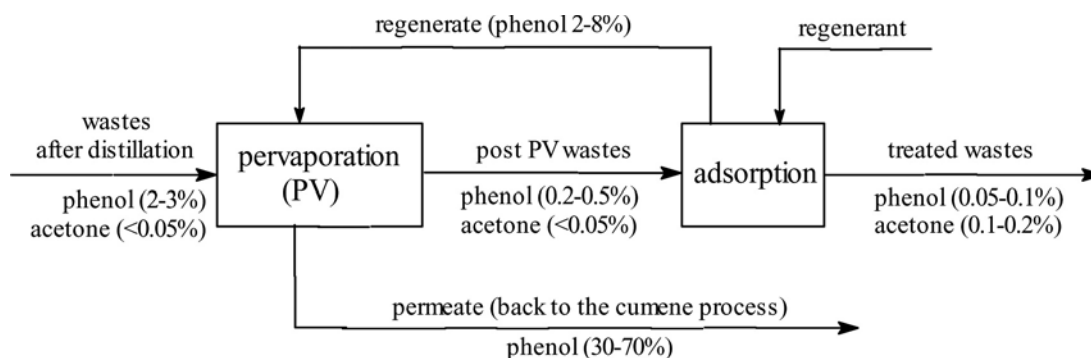 regenerate (phenol 2-8%)
regenerant
wastes
after distillation
phenol (2-3%)
acetone (<0.05%)
pervaporation
(PV)
post PV wastes
phenol (0.2-0.5%)
acetone (<0.05%)
adsorption
treated wastes
phenol (0.05-0.1%)
acetone (0.1-0.2%)
permeate (back to the cumene process)
phenol (30-70%)